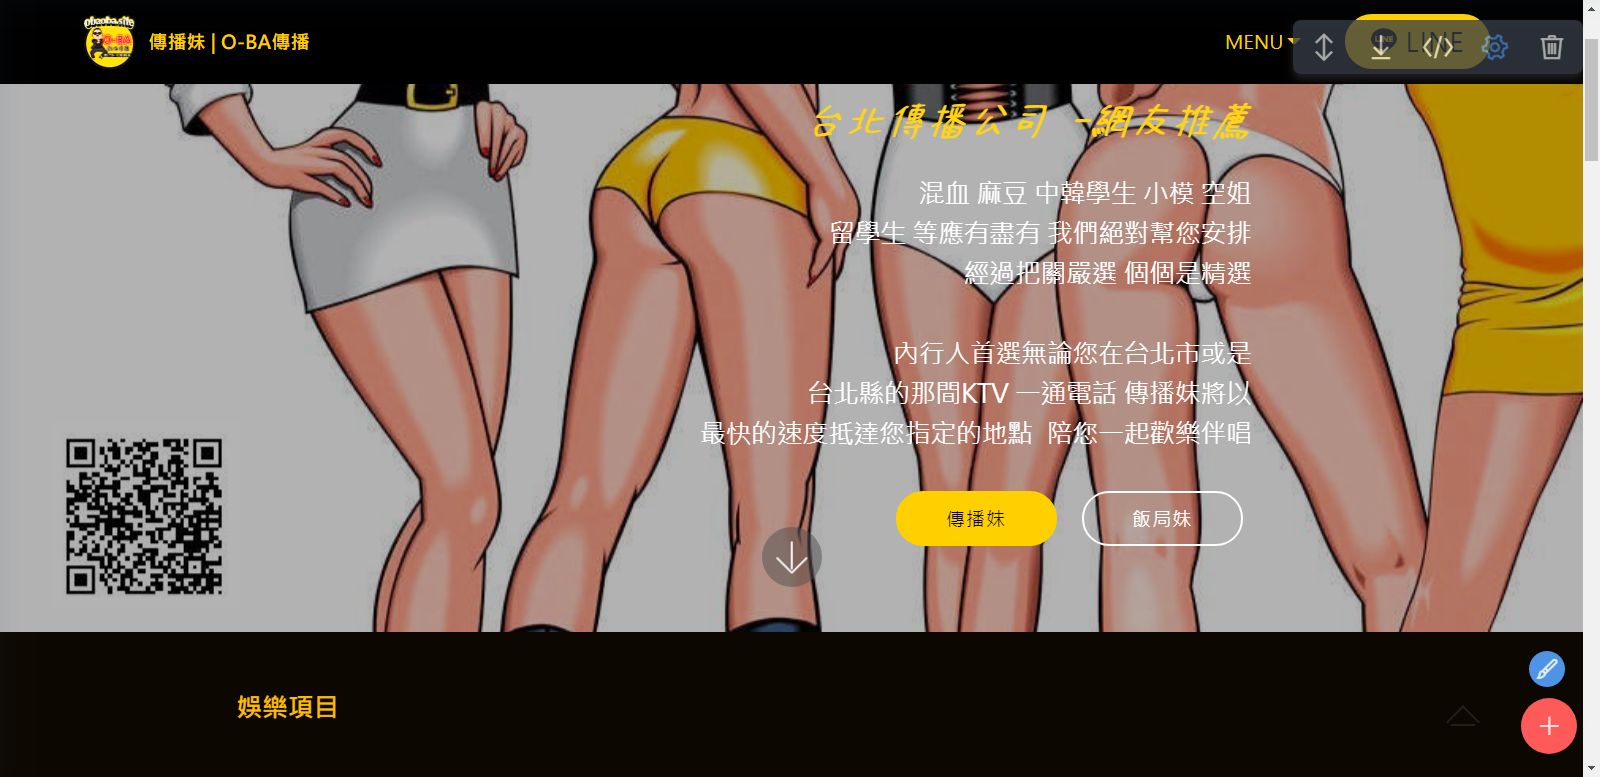 obaoba.site
O-BA
傳播妹 | O-BA傳播
MENU
LINE
台北傳播公司 -網友推薦
混血 麻豆 中韓學生 小模 空姐
留學生 等應有盡有 我們絕對幫您安排
經過把關嚴選 個個是精選
內行人首選無論您在台北市或是
台北縣的那間KTV 一通電話 傳播妹將以
最快的速度抵達您指定的地點 陪您一起歡樂伴唱
傳播妹
飯局妹
娛樂項目